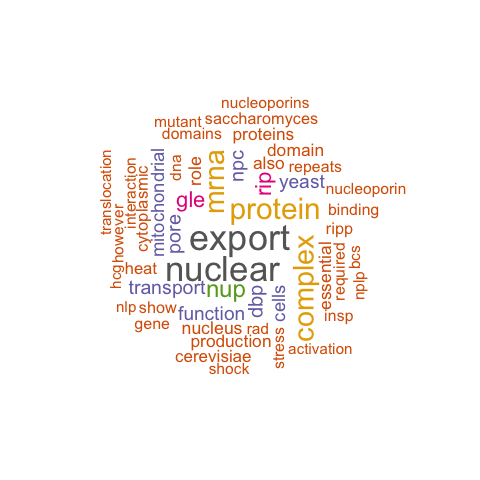 nucleoporins
saccharomyces
mutant
domains
proteins
domain
also
repeats
translocation
however
interaction
cytoplasmic
mitochondrial
dna
role
mrna
npc
rip
yeast
nucleoporin
gle
pore
protein
binding
ripp
export
nuclear
complex
essential
required
bcs
nplp
hcg
heat
transport
nup
dbp
cells
nlp
show
function
insp
gene
nucleus
rad
stress
production
activation
cerevisiae
shock